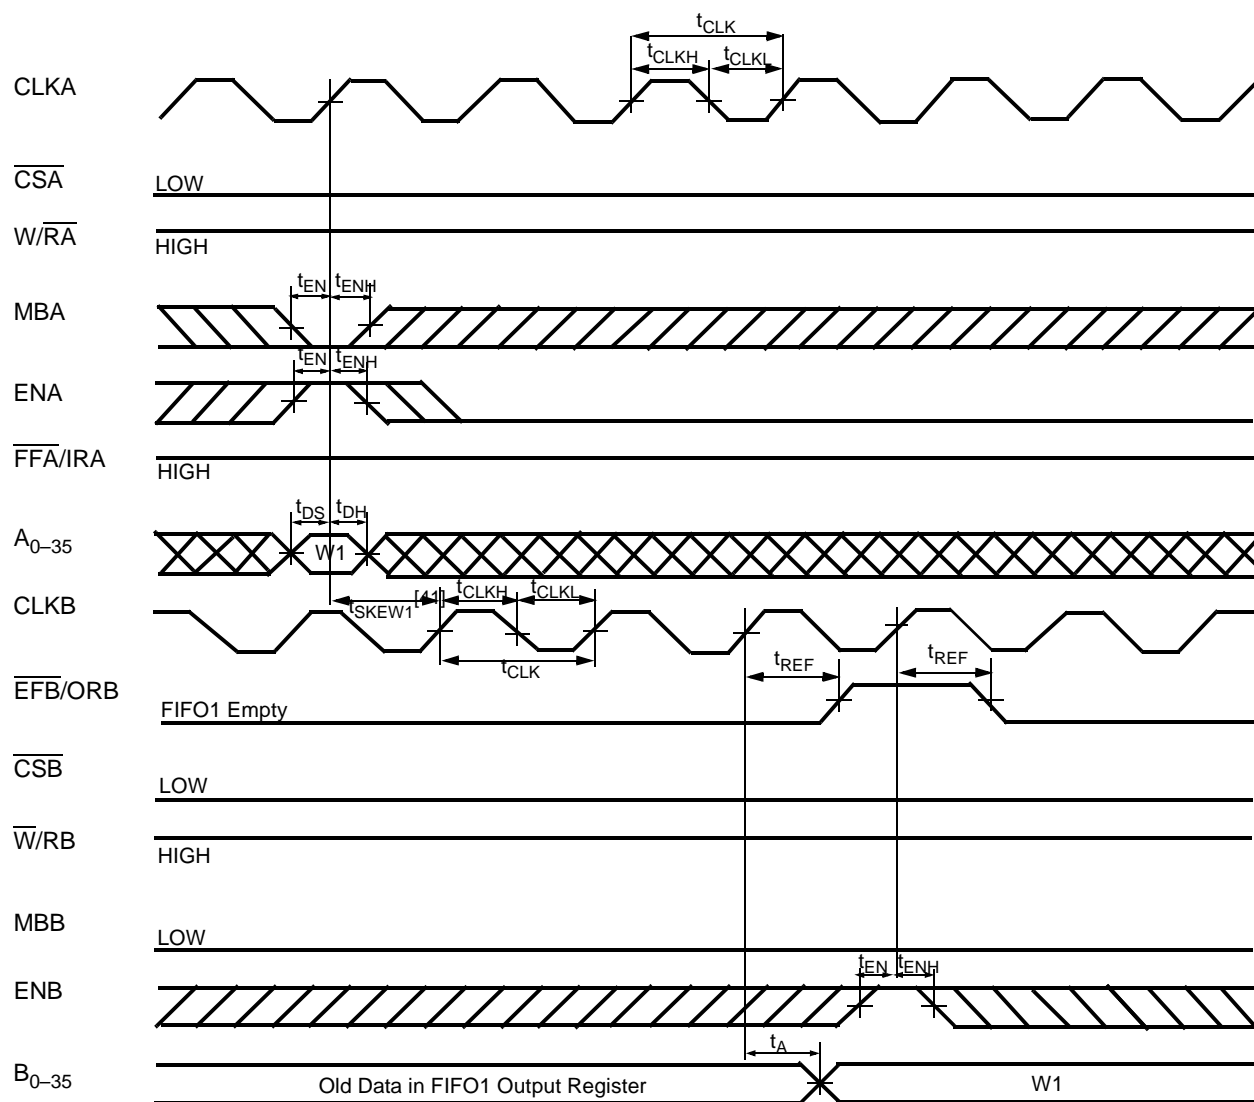 tCLK
tCLKH tCLKL
CLKA
CSA
LOW
W/RA
HIGH
tEN tENH
MBA
tEN tENH
ENA
FFA/IRA
HIGH
tDS tDH
A0–35
W1
tSKEW1[41] tCLKH tCLKL
CLKB
tCLK
tREF tREF
EFB/ORB
FIFO1 Empty
CSB
LOW
W/RB
HIGH
MBB
LOW
tEN tENH
ENB
tA
B0–35
Old Data in FIFO1 Output Register W1